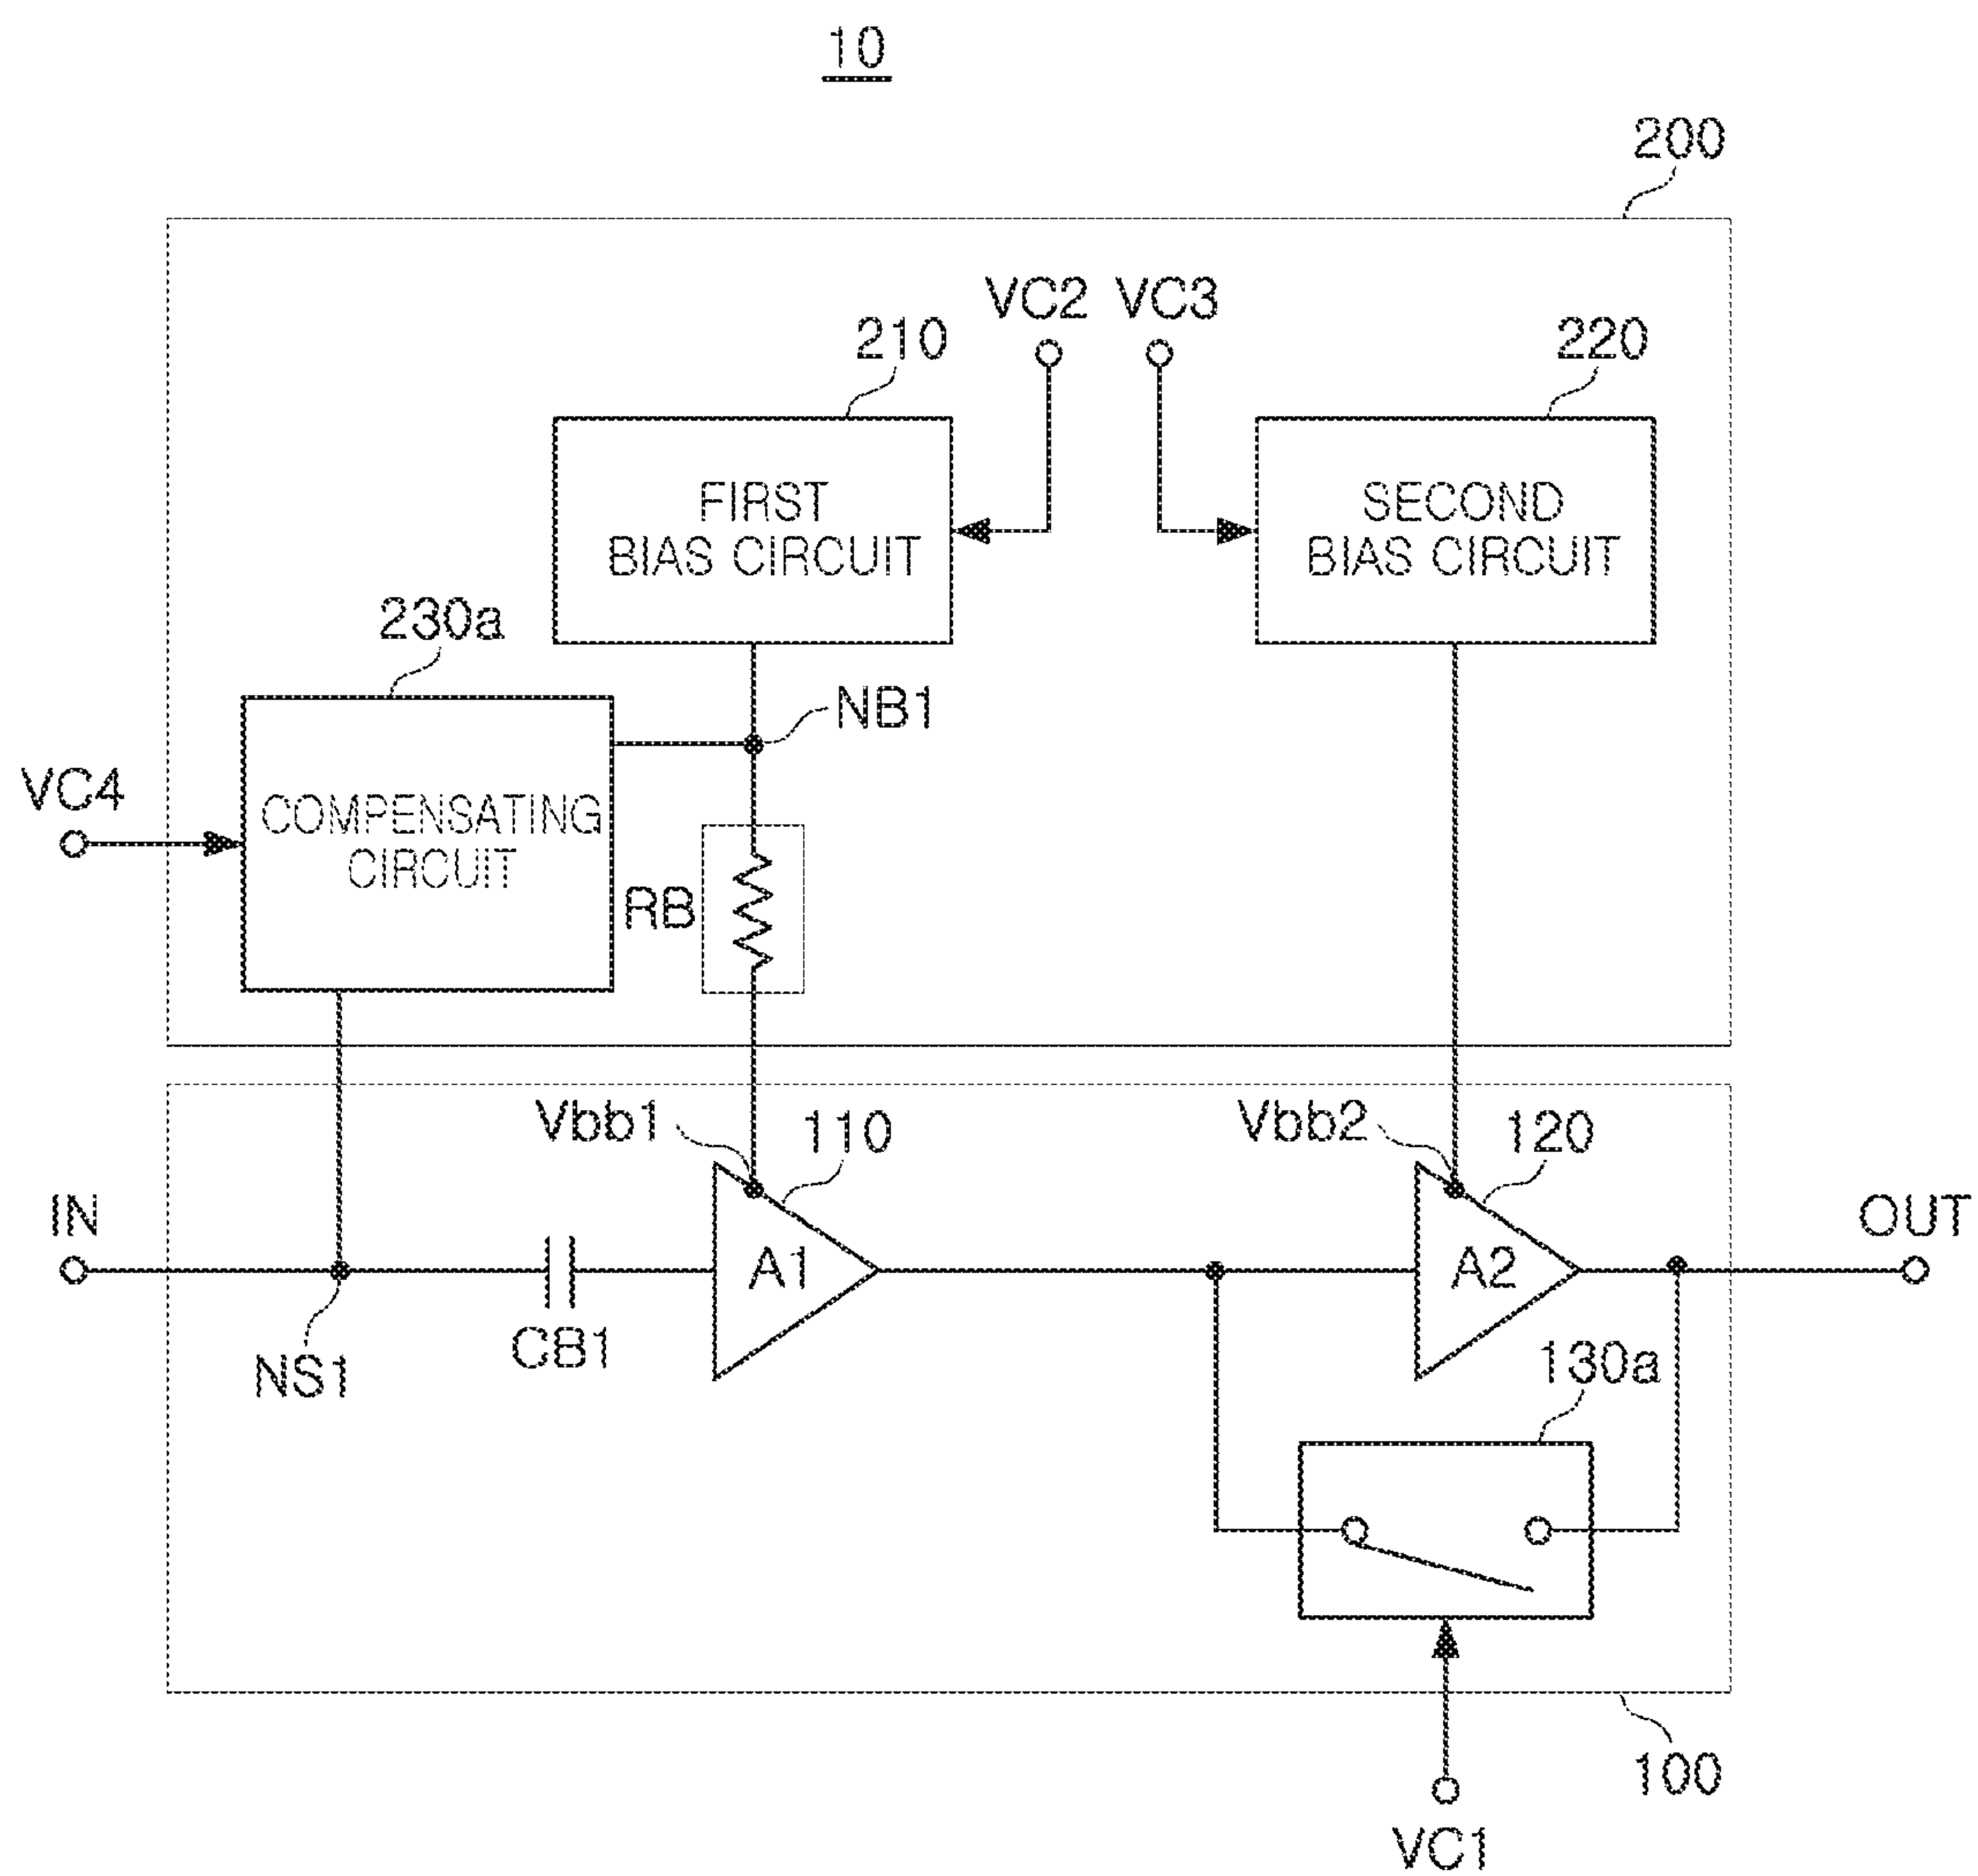 10
200
VC2 VC3
210
220
FIRST
BIAS CIRCUIT
SECOND
BIAS CIRCUIT
230a
NB1
VC4
COMPENSATING
CIRCUIT
RB
Vbb1
110
Vbb2
120
IN
OUT
A1
A2
CB1
NS1
130a
100
VC1